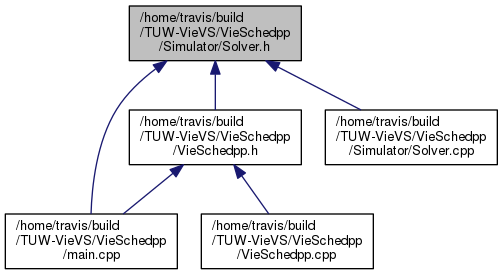 /home/travis/build
/TUW-VieVS/VieSchedpp
/Simulator/Solver.h
/home/travis/build
/TUW-VieVS/VieSchedpp
/VieSchedpp.h
/home/travis/build
/TUW-VieVS/VieSchedpp
/Simulator/Solver.cpp
/home/travis/build
/TUW-VieVS/VieSchedpp
/main.cpp
/home/travis/build
/TUW-VieVS/VieSchedpp
/VieSchedpp.cpp